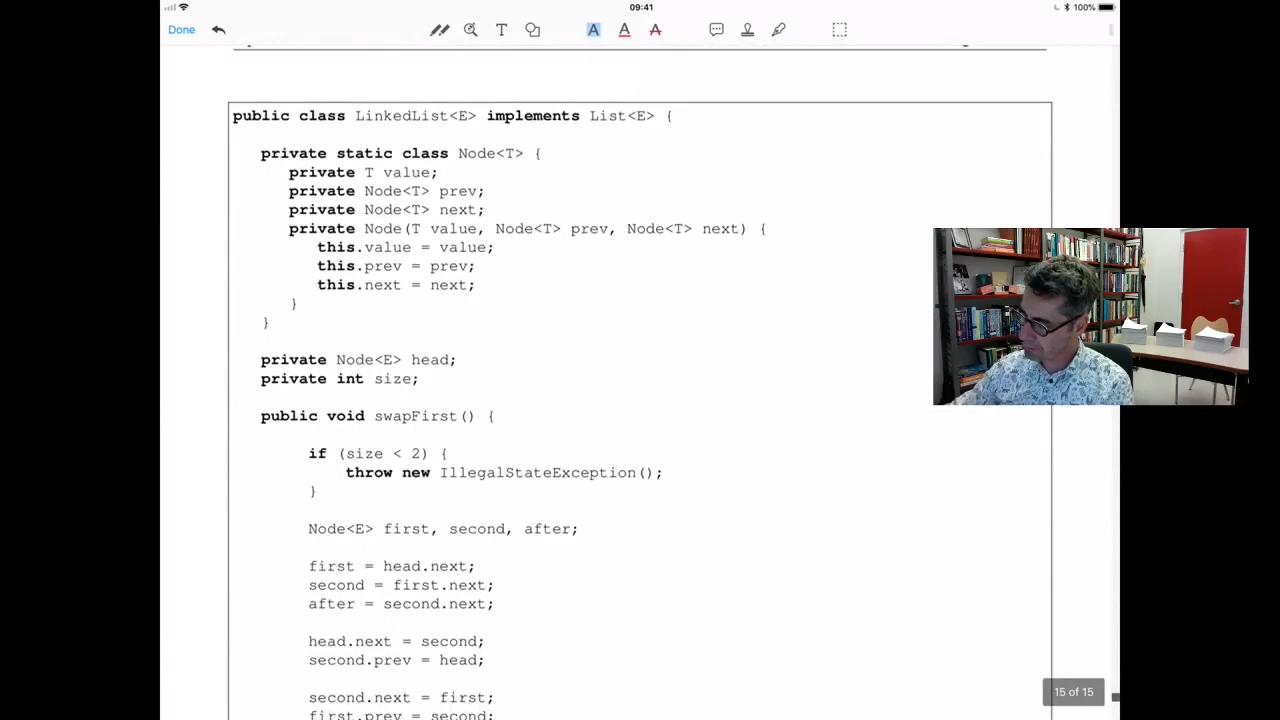 09:41
100%
Done
T
A
A
A
public class LinkedList<E> implements List<E> {
private static class Node<T> {
private T value;
private Node<T> prev;
private Node<T> next;
private Node(T value, Node<T> prev, Node<T> next) {
this.value = value;
this.prev = prev;
this.next = next;
}
}
private Node<E> head;
private int size;
public void swapFirst() {
if (size < 2) {
throw new IllegalStateException();
}
Node<E> first, second, after;
first = head.next;
second = first.next;
after = second.next;
head.next = second;
second.prev = head;
second.next = first;
first.prev = second;
15 of 15